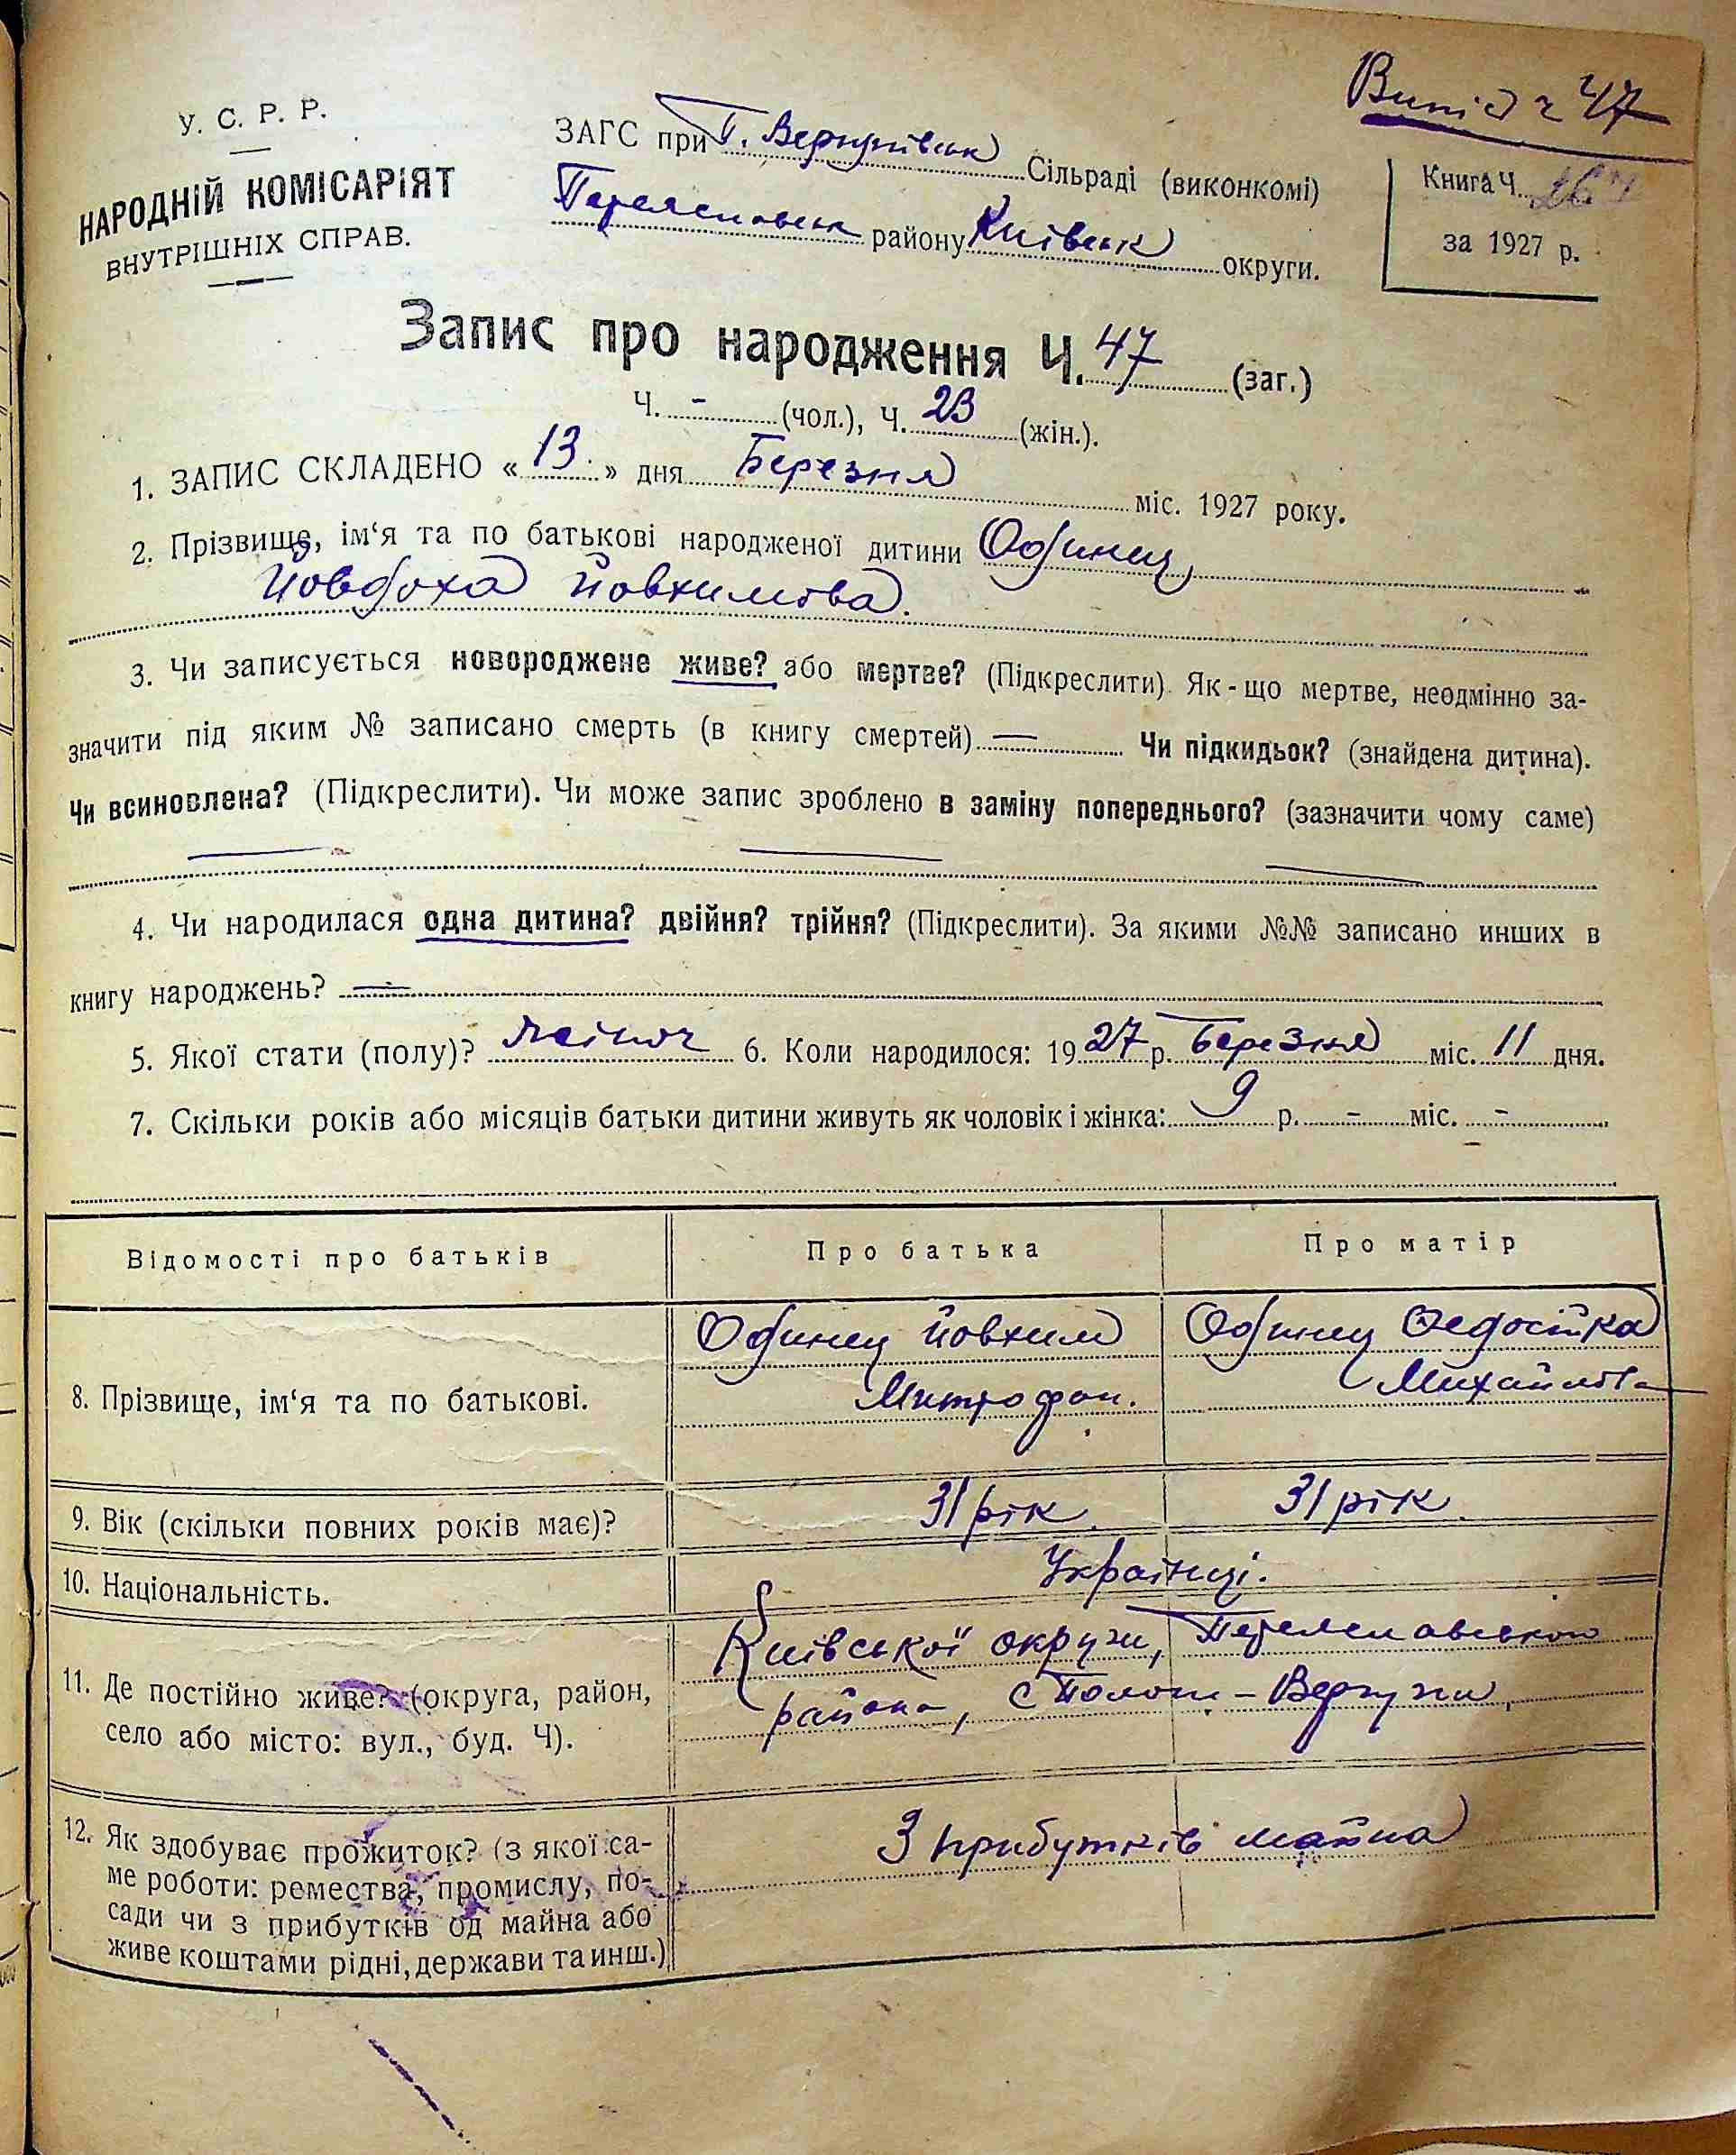 Випис ч 47
У. С. Р. Р.
НАРОДНІЙ КОМІСАРІЯТ
ВНУТРІШНІХ СПРАВ.
ЗАГС при П. Вергунівськ Сільраді (виконкомі)
Переяславськ району Київськ округи.
Книга Ч.
за 1927 р.
Запис про народження Ч. 47 (заг.)
Ч. - (чол.), Ч. 23 (жін.).
1. ЗАПИС СКЛАДЕНО « 13 » дня Березня міс. 1927 року.
2. Прізвище, ім‘я та по батькові народженої дитини Одинец
Йовдоха Йовхимова.
3. Чи записується новороджене живе? або мертве? (Підкреслити). Як-що мертве, неодмінно за-
значити під яким № записано смерть (в книгу смертей) — Чи підкидьок? (знайдена дитина).
Чи всиновлена? (Підкреслити). Чи може запис зроблено в заміну попереднього? (зазначити чому саме)
4. Чи народилася одна дитина? двійня? трійня? (Підкреслити). За якими №№ записано инших в
книгу народжень? —
5. Якої стати (полу)? жіноч 6. Коли народилося: 1927 р. Березня міс. 11 дня.
7. Скільки років або місяців батьки дитини живуть як чоловік і жінка: 9 р. - міс. -
Відомості про батьків
Про батька
Про матір
8. Прізвище, ім‘я та по батькові.
Одинец Йовхим
Митрофан.
Одинец Федосійка
Михайлова
9. Вік (скільки повних років має)?
31 рік.
31 рік.
10. Національність.
Українці.
11. Де постійно живе? (округа, район,
село або місто: вул., буд. Ч).
Київської округи, Переяславського
района, с Пологи-Вергуни,
12. Як здобуває прожиток? (з якої са-
ме роботи: ремества, промислу, по-
сади чи з прибутків од майна або
живе коштами рідні, держави та инш.)
З прибутків майна